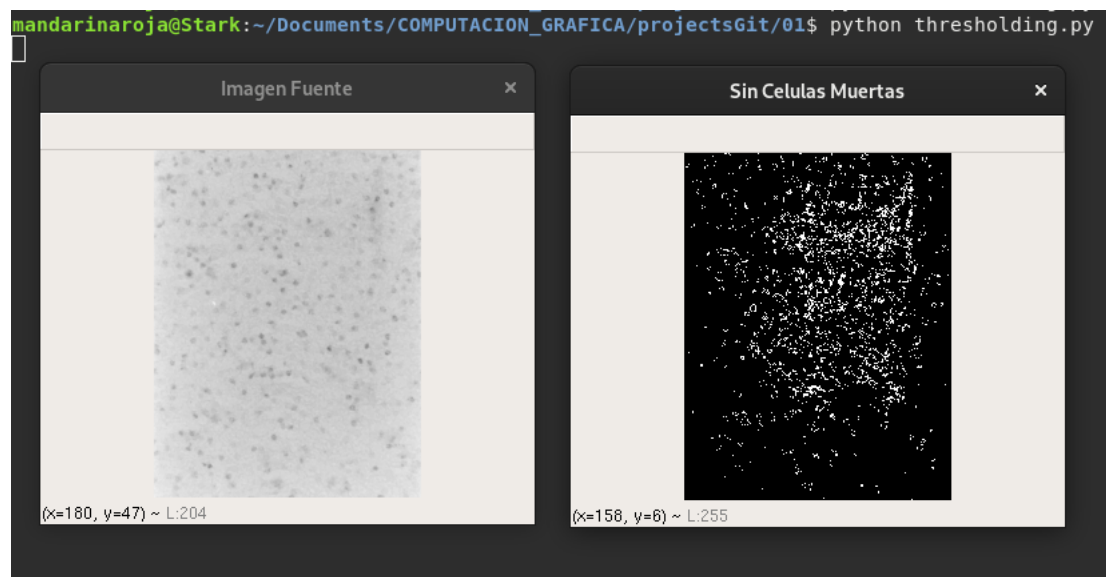 mandarinaroja@Stark:~/Documents/COMPUTACION_GRAFICA/projectsGit/01$ python thresholding.py
Imagen Fuente ×
Sin Celulas Muertas ×
(x=180, y=47) ~ L:204
(x=158, y=6) ~ L:255